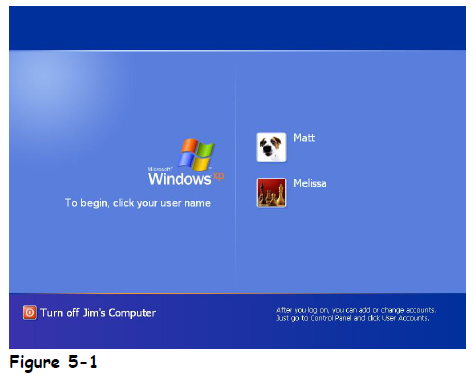 Matt
Microsoft
Windows xp
Melissa
To begin, click your user name
Turn off Jim's Computer
After you log on, you can add or change accounts.
Just go to Control Panel and click User Accounts.
Figure 5-1